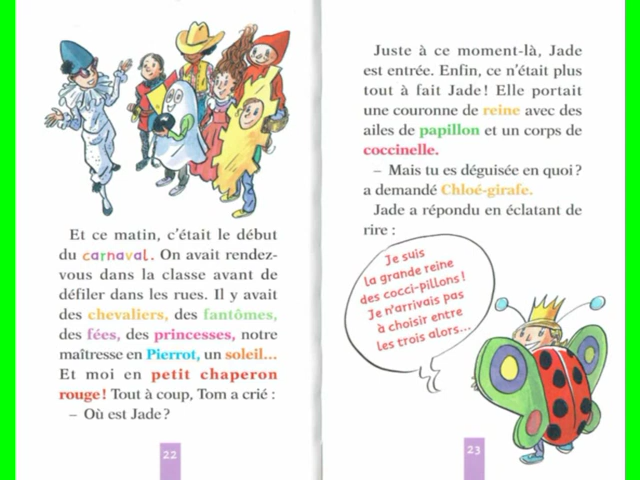 Et ce matin, c'était le début
du carnaval. On avait rendez-
vous dans la classe avant de
défiler dans les rues. Il y avait
des chevaliers, des fantômes,
des fées, des princesses, notre
maîtresse en Pierrot, un soleil...
Et moi en petit chaperon
rouge! Tout à coup, Tom a crié :
– Où est Jade?
22
Juste à ce moment-là, Jade
est entrée. Enfin, ce n'était plus
tout à fait Jade! Elle portait
une couronne de reine avec des
ailes de papillon et un corps de
coccinelle.
– Mais tu es déguisée en quoi?
a demandé Chloé-girafe.
Jade a répondu en éclatant de
rire :
Je suis
la grande reine
des cocci-pillons!
Je n'arrivais pas
à choisir entre
les trois alors...
23